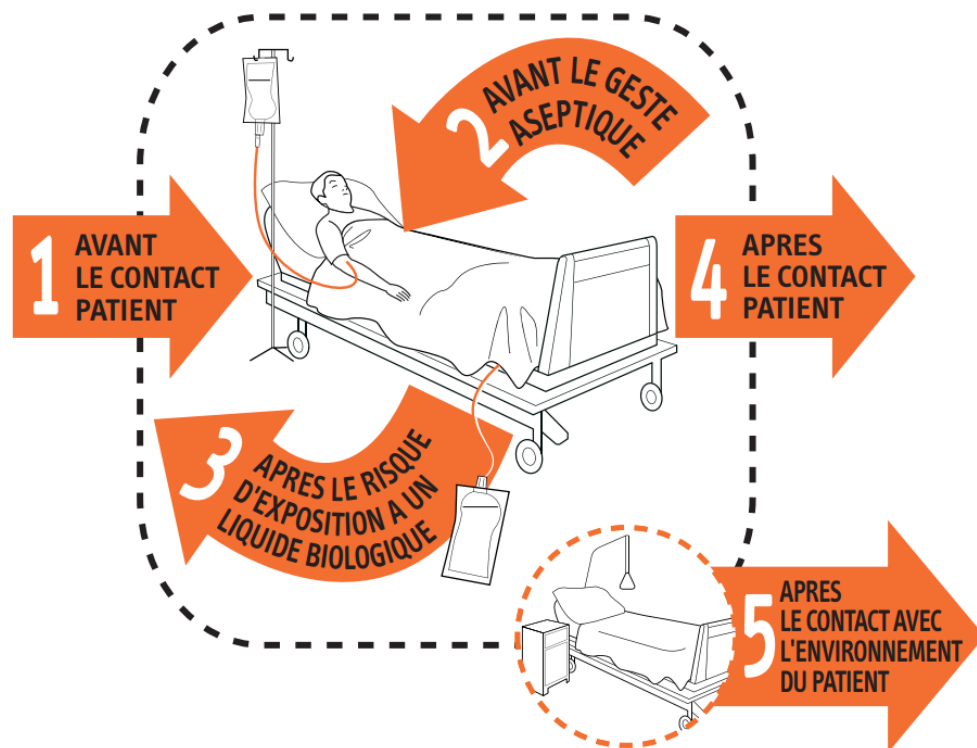 1 AVANT
LE CONTACT
PATIENT
2 AVANT LE GESTE
ASEPTIQUE
3 APRES LE RISQUE
D'EXPOSITION A UN
LIQUIDE BIOLOGIQUE
4 APRES
LE CONTACT
PATIENT
5 APRES
LE CONTACT AVEC
L'ENVIRONNEMENT
DU PATIENT